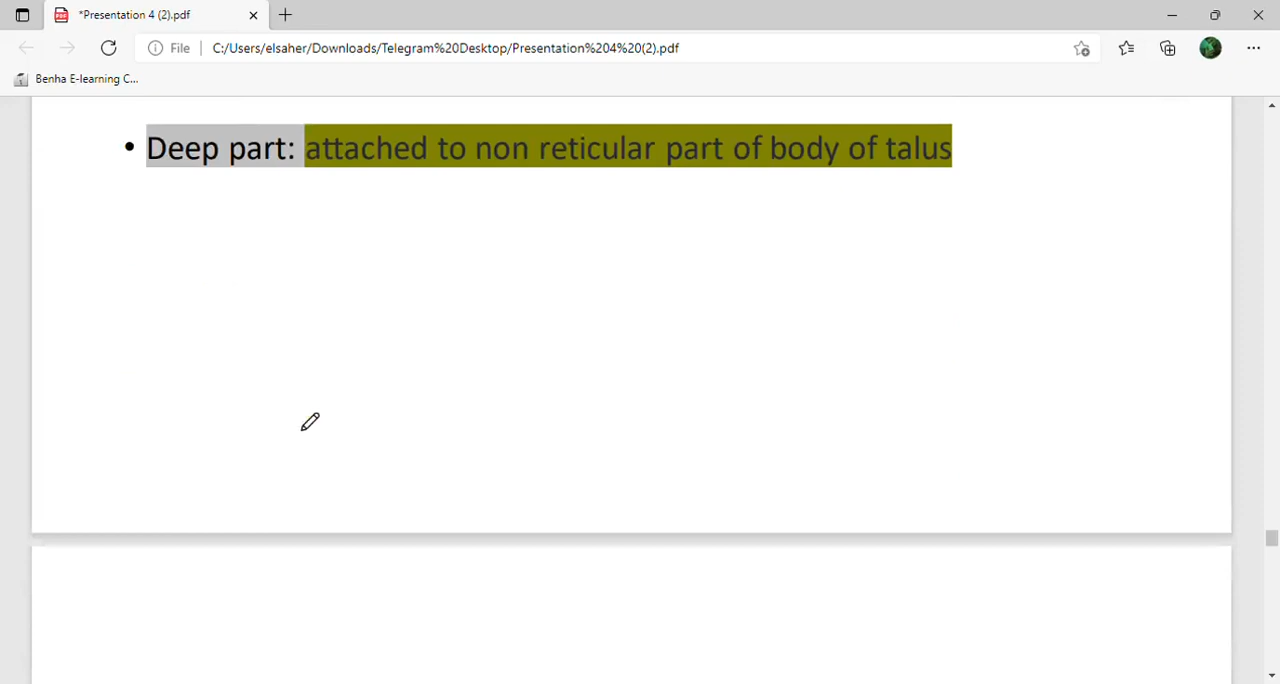 *Presentation 4 (2).pdf
File C:/Users/elsaher/Downloads/Telegram%20Desktop/Presentation%204%20(2).pdf
Benha E-learning C...
• Deep part: attached to non reticular part of body of talus